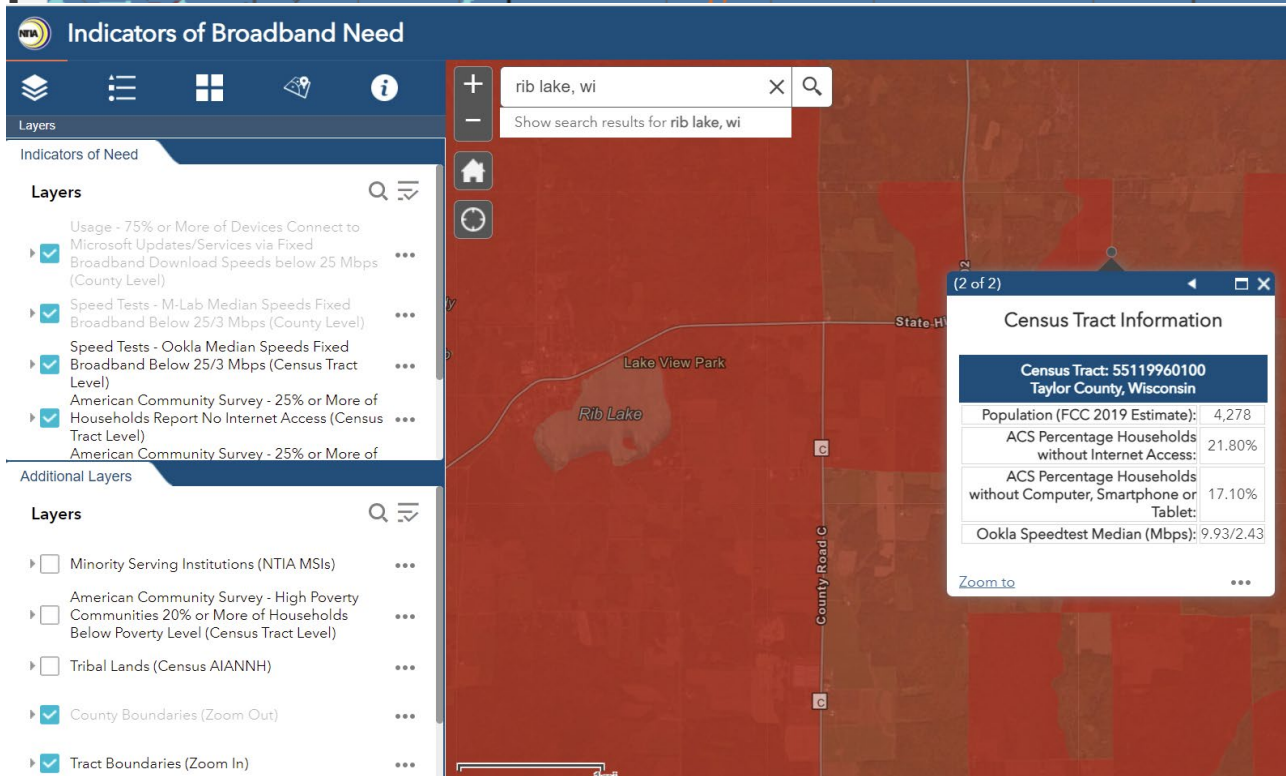 NTIA
Indicators of Broadband Need
Layers
Indicators of Need
Layers
Usage - 75% or More of Devices Connect to
Microsoft Updates/Services via Fixed
Broadband Download Speeds below 25 Mbps
(County Level)
Speed Tests - M-Lab Median Speeds Fixed
Broadband Below 25/3 Mbps (County Level)
Speed Tests - Ookla Median Speeds Fixed
Broadband Below 25/3 Mbps (Census Tract
Level)
American Community Survey - 25% or More of
Households Report No Internet Access (Census
Tract Level)
American Community Survey - 25% or More of
Additional Layers
Layers
Minority Serving Institutions (NTIA MSIs)
American Community Survey - High Poverty
Communities 20% or More of Households
Below Poverty Level (Census Tract Level)
Tribal Lands (Census AIANNH)
County Boundaries (Zoom Out)
Tract Boundaries (Zoom In)
rib lake, wi
Show search results for rib lake, wi
State H
Lake View Park
Rib Lake
C
County Road C
C
(2 of 2)
Census Tract Information
Census Tract: 55119960100
Taylor County, Wisconsin
Population (FCC 2019 Estimate): 4,278
ACS Percentage Households
without Internet Access: 21.80%
ACS Percentage Households
without Computer, Smartphone or
Tablet: 17.10%
Ookla Speedtest Median (Mbps): 9.93/2.43
Zoom to